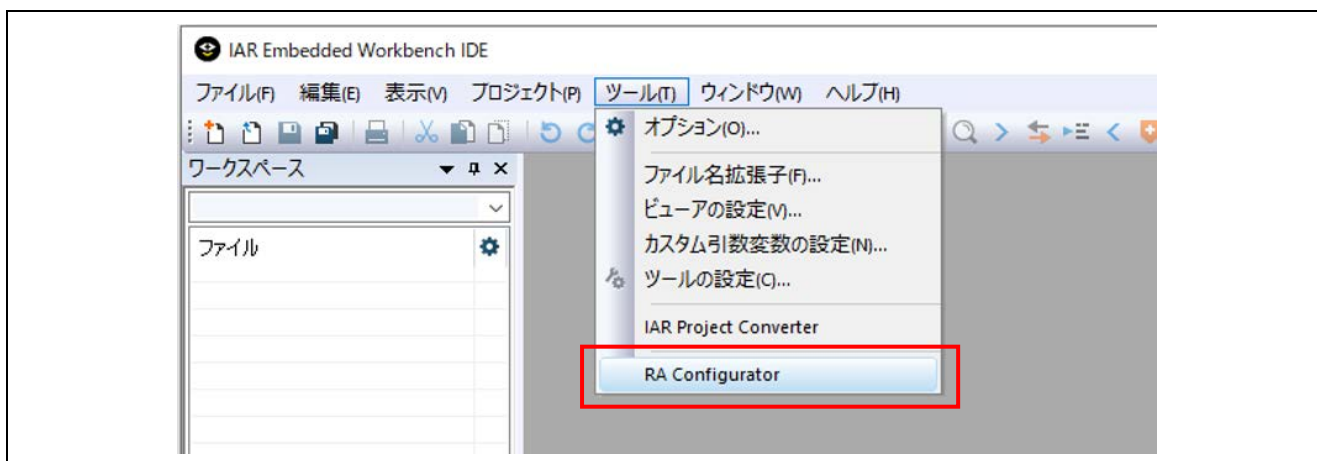 IAR Embedded Workbench IDE
ファイル(F) 編集(E) 表示(V) プロジェクト(P) ツール(T) ウィンドウ(W) ヘルプ(H)
オプション(O)...
ワークスペース
ファイル名拡張子(F)...
ビューアの設定(V)...
カスタム引数変数の設定(N)...
ファイル
ツールの設定(C)...
IAR Project Converter
RA Configurator